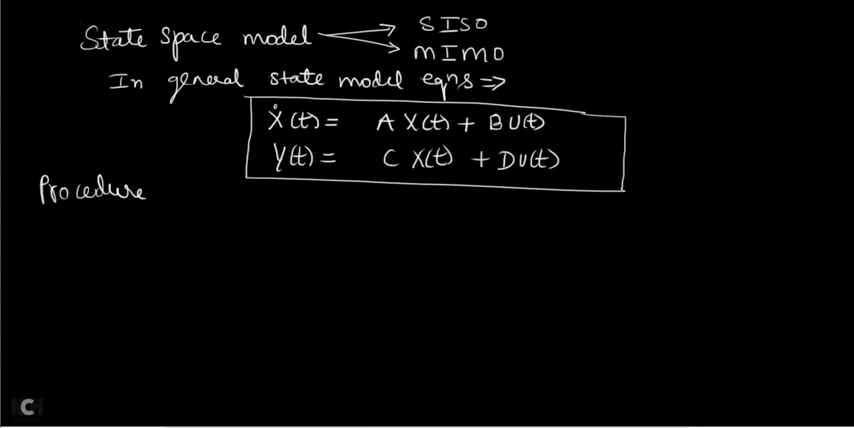 State space model SISO
MIMO
In general state model eqns ⇒
Ẋ(t) = A X(t) + B U(t)
Y(t) = C X(t) + D U(t)
Procedure